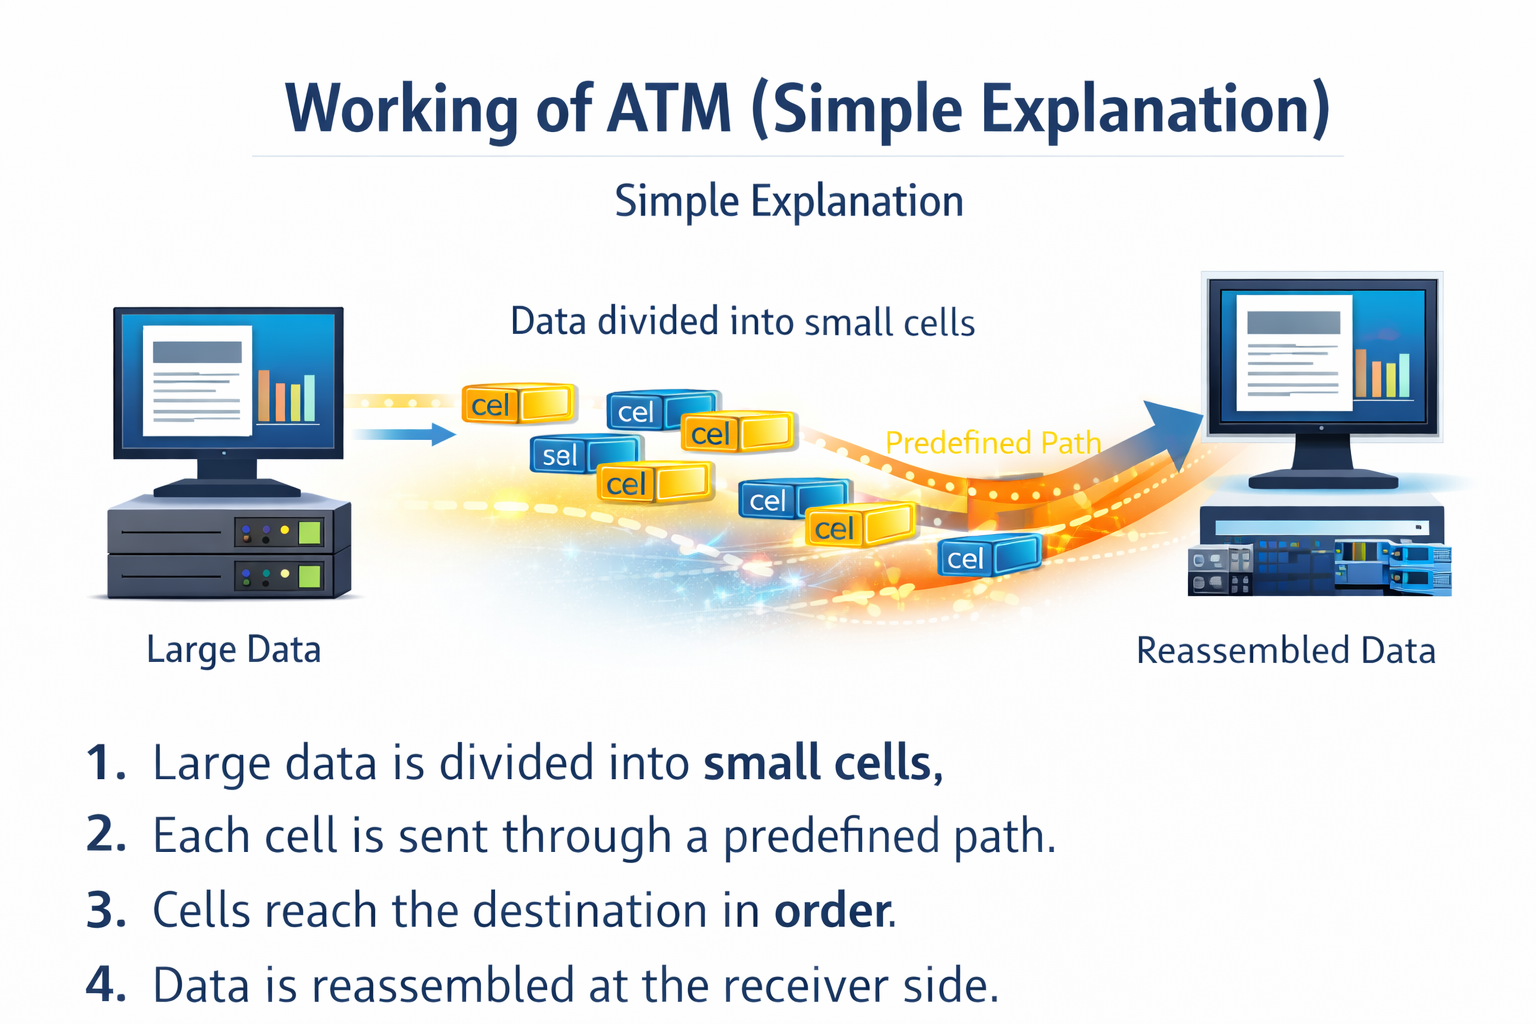 Working of ATM (Simple Explanation)
Simple Explanation
Data divided into small cells
cel
cel
cel
sel
cel
cel
cel
cel
Predefined Path
Large Data
Reassembled Data
1. Large data is divided into small cells,
2. Each cell is sent through a predefined path.
3. Cells reach the destination in order.
4. Data is reassembled at the receiver side.